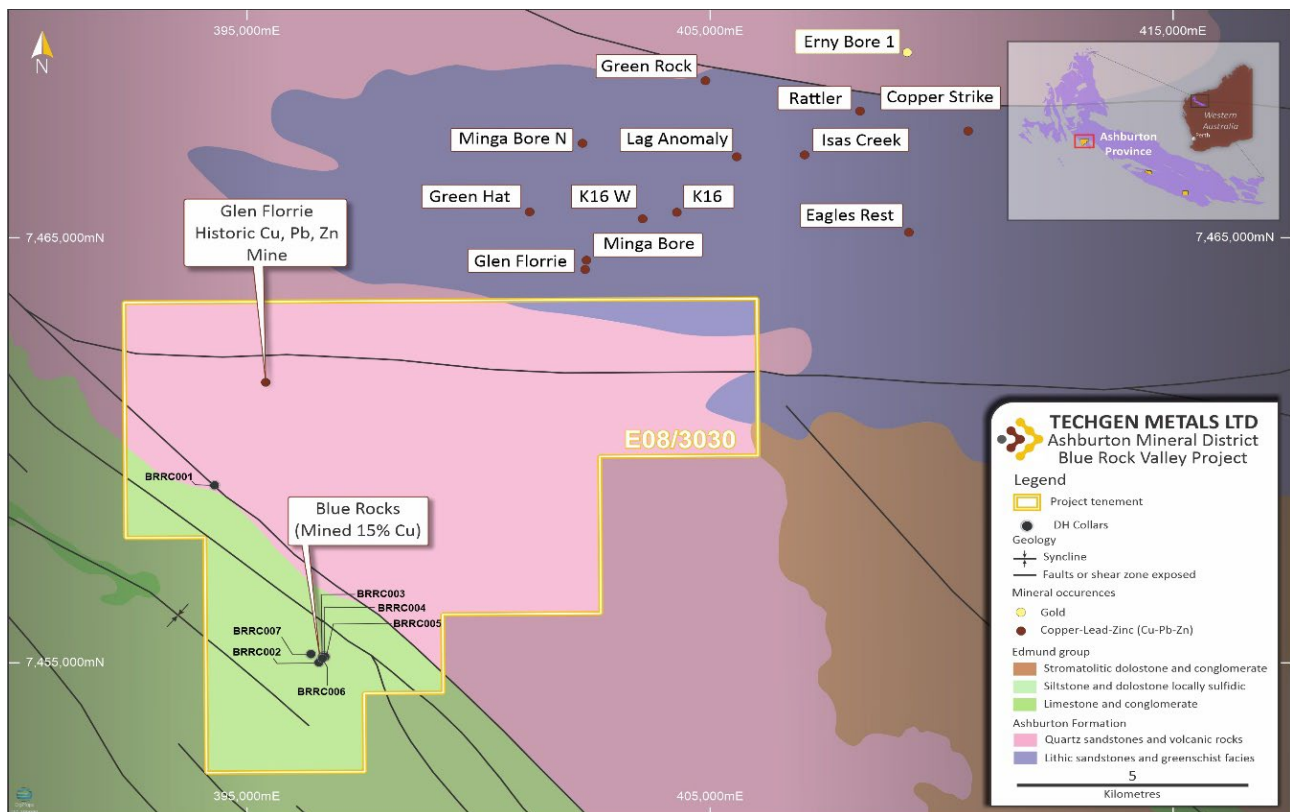 395,000mE
405,000mE
415,000mE
N
Erny Bore 1
Green Rock
Rattler
Copper Strike
Minga Bore N
Lag Anomaly
Isas Creek
Green Hat
K16 W
K16
Eagles Rest
Glen Florrie
Historic Cu, Pb, Zn
Mine
Minga Bore
Glen Florrie
7,465,000mN
7,465,000mN
Ashburton
Province
Western
Australia
Perth
E08/3030
BRRC001
Blue Rocks
(Mined 15% Cu)
BRRC003
BRRC004
BRRC005
BRRC007
BRRC002
BRRC006
7,455,000mN
395,000mE
405,000mE
TECHGEN METALS LTD
Ashburton Mineral District
Blue Rock Valley Project
Legend
Project tenement
DH Collars
Geology
Syncline
Faults or shear zone exposed
Mineral occurences
Gold
Copper-Lead-Zinc (Cu-Pb-Zn)
Edmund group
Stromatolitic dolostone and conglomerate
Siltstone and dolostone locally sulfidic
Limestone and conglomerate
Ashburton Formation
Quartz sandstones and volcanic rocks
Lithic sandstones and greenschist facies
5
Kilometres